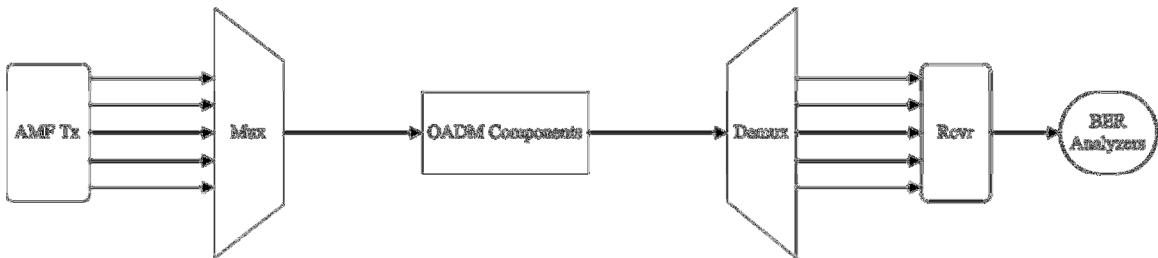 AMF Tx
Mux
OADM Components
Demux
Rcvr
BER
Analyzers